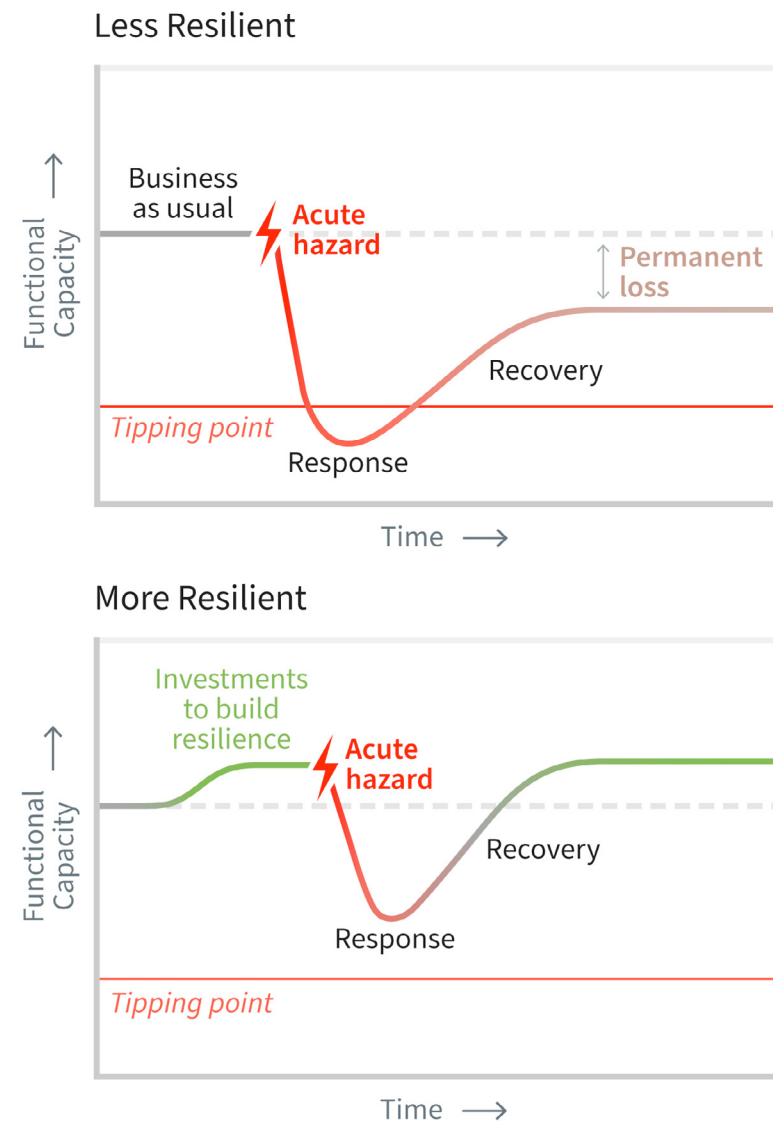 Less Resilient
Functional
Capacity
Business
as usual
Acute
hazard
Permanent
loss
Recovery
Tipping point
Response
Time
More Resilient
Functional
Capacity
Investments
to build
resilience
Acute
hazard
Recovery
Response
Tipping point
Time